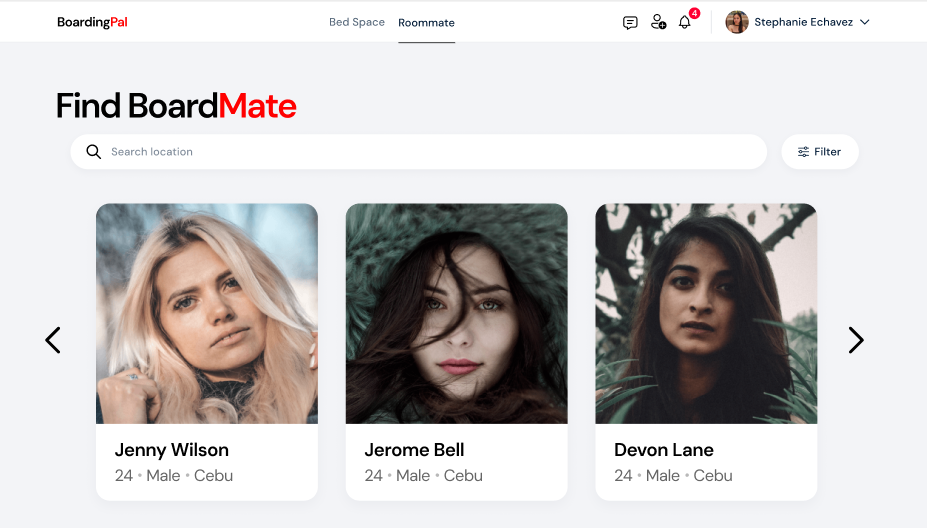 BoardingPal
Bed Space
Roommate
4
Stephanie Echavez
Find BoardMate
Search location
Filter
Jenny Wilson
24 • Male • Cebu
Jerome Bell
24 • Male • Cebu
Devon Lane
24 • Male • Cebu